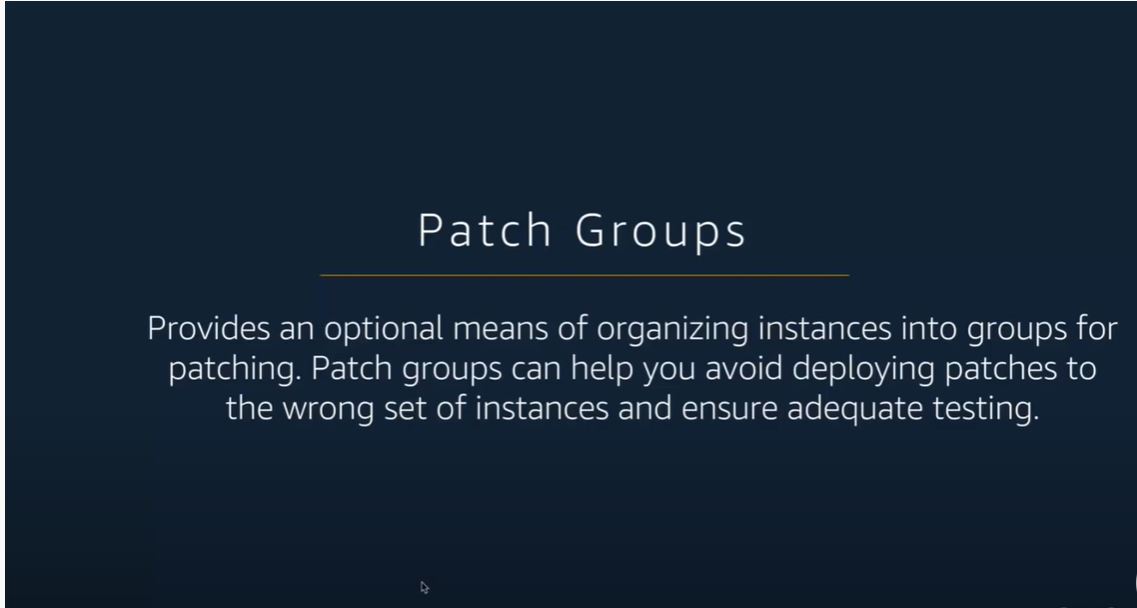 Patch Groups
Provides an optional means of organizing instances into groups for
patching. Patch groups can help you avoid deploying patches to
the wrong set of instances and ensure adequate testing.